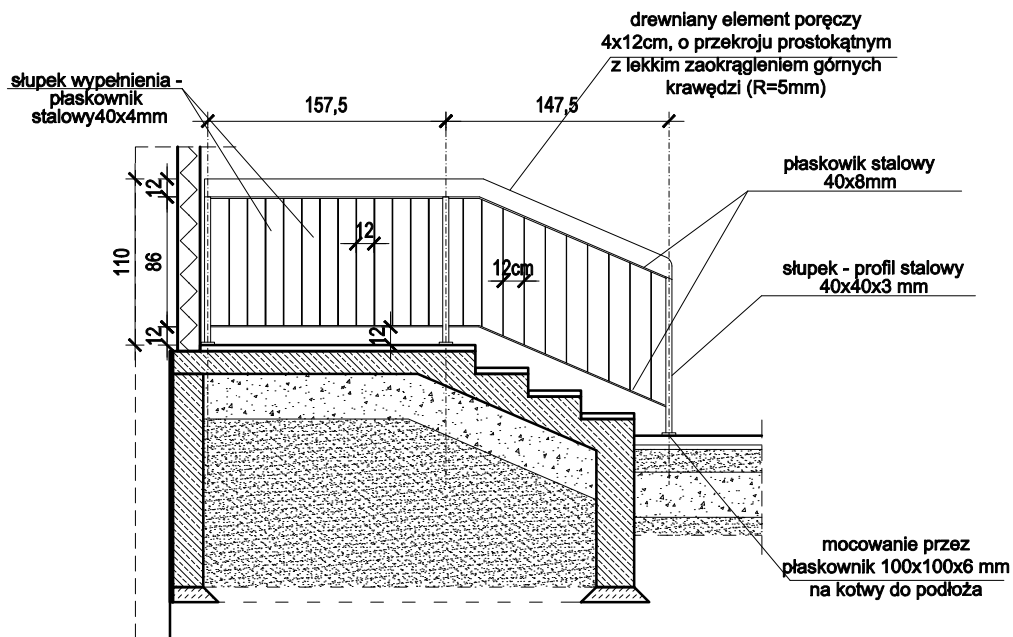 drewniany element poręczy
4x12cm, o przekroju prostokątnym
z lekkim zaokrągleniem górnych
krawędzi (R=5mm)
słupek wypełnienia -
płaskownik
stalowy40x4mm
157,5
147,5
płaskowik stalowy
40x8mm
12
110
86
12
12
12cm
12
słupek - profil stalowy
40x40x3 mm
mocowanie przez
płaskownik 100x100x6 mm
na kotwy do podłoża